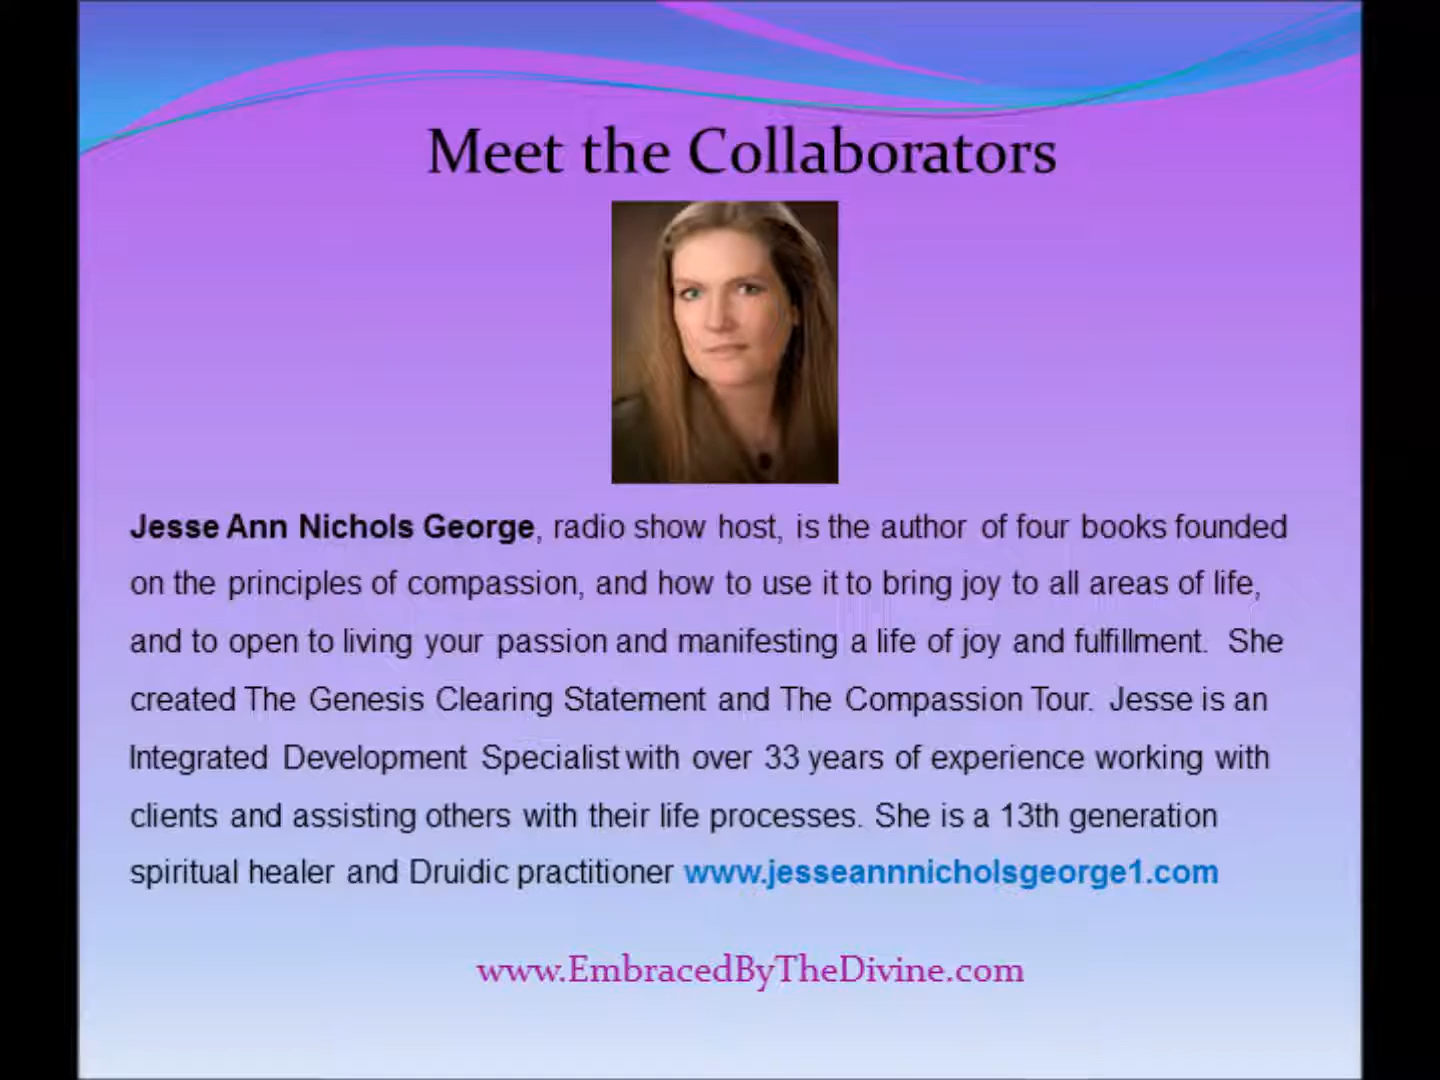 Meet the Collaborators
Jesse Ann Nichols George, radio show host, is the author of four books founded
on the principles of compassion, and how to use it to bring joy to all areas of life,
and to open to living your passion and manifesting a life of joy and fulfillment. She
created The Genesis Clearing Statement and The Compassion Tour. Jesse is an
Integrated Development Specialist with over 33 years of experience working with
clients and assisting others with their life processes. She is a 13th generation
spiritual healer and Druidic practitioner www.jesseannnicholsgeorge1.com
www.EmbracedByTheDivine.com